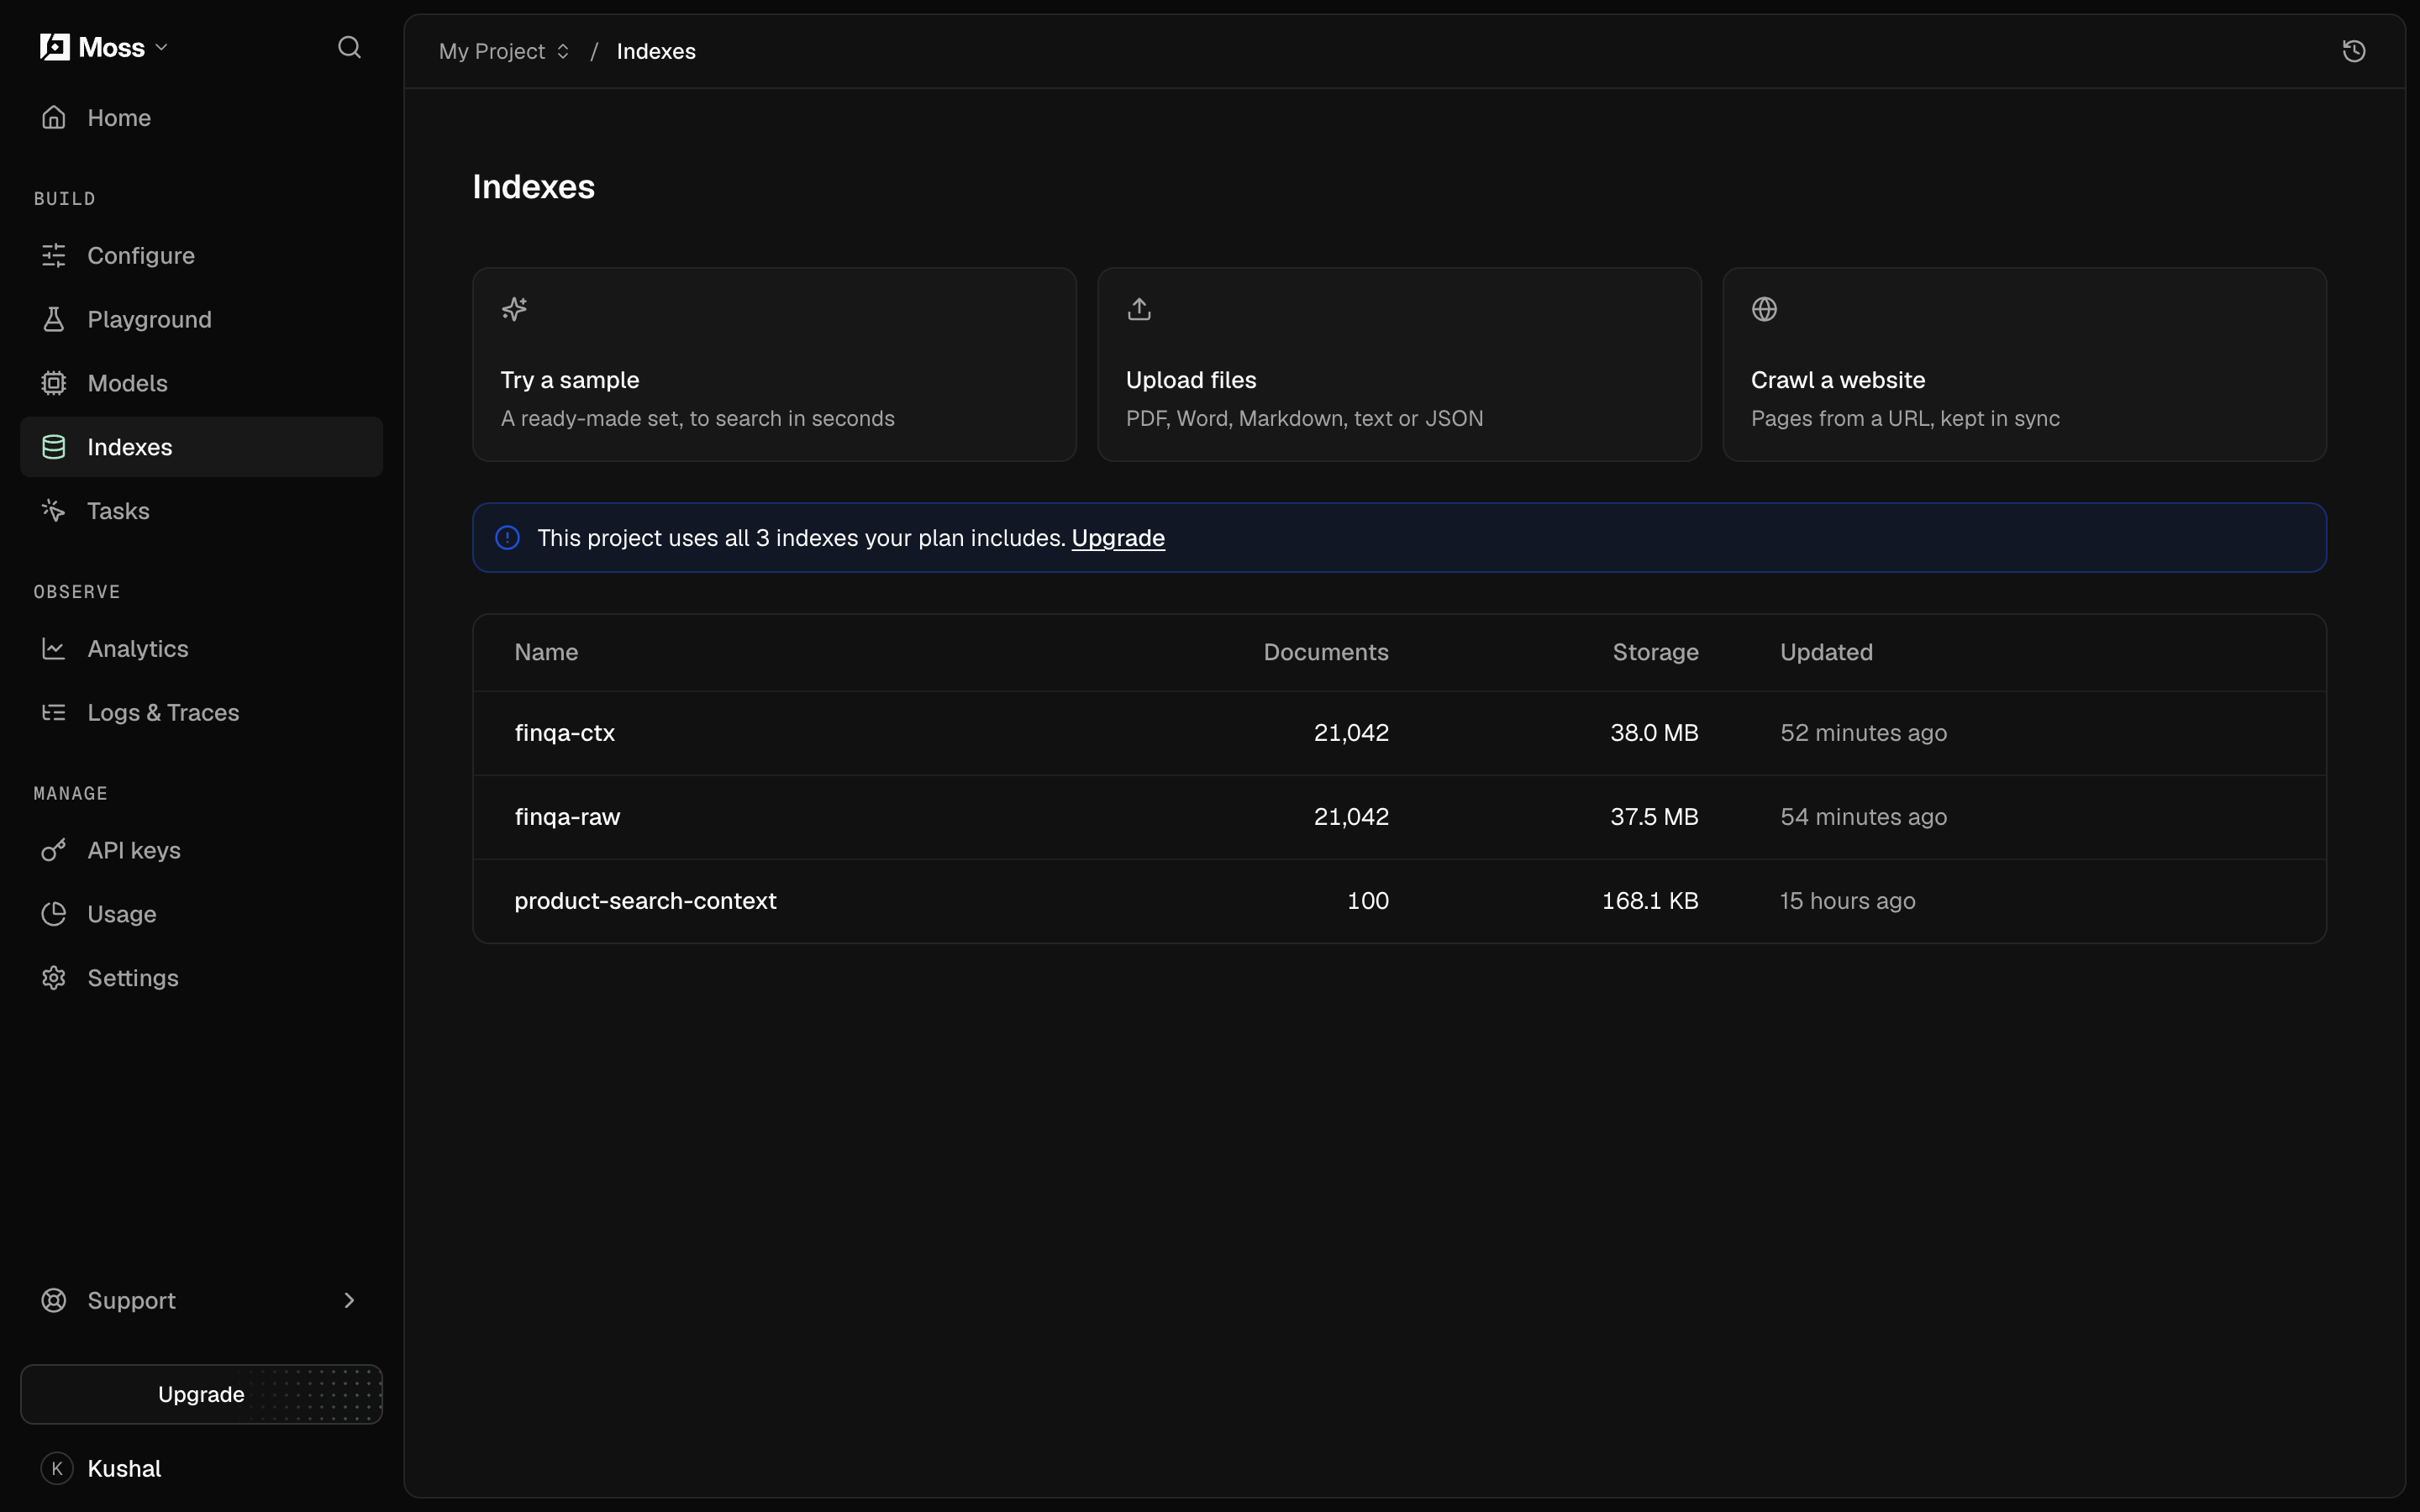 Moss
Home
BUILD
Configure
Playground
Models
Indexes
Tasks
OBSERVE
Analytics
Logs & Traces
MANAGE
API keys
Usage
Settings
Support
Upgrade
K Kushal
My Project / Indexes
Indexes
Try a sample
A ready-made set, to search in seconds
Upload files
PDF, Word, Markdown, text or JSON
Crawl a website
Pages from a URL, kept in sync
This project uses all 3 indexes your plan includes. Upgrade
Name Documents Storage Updated
finqa-ctx 21,042 38.0 MB 52 minutes ago
finqa-raw 21,042 37.5 MB 54 minutes ago
product-search-context 100 168.1 KB 15 hours ago